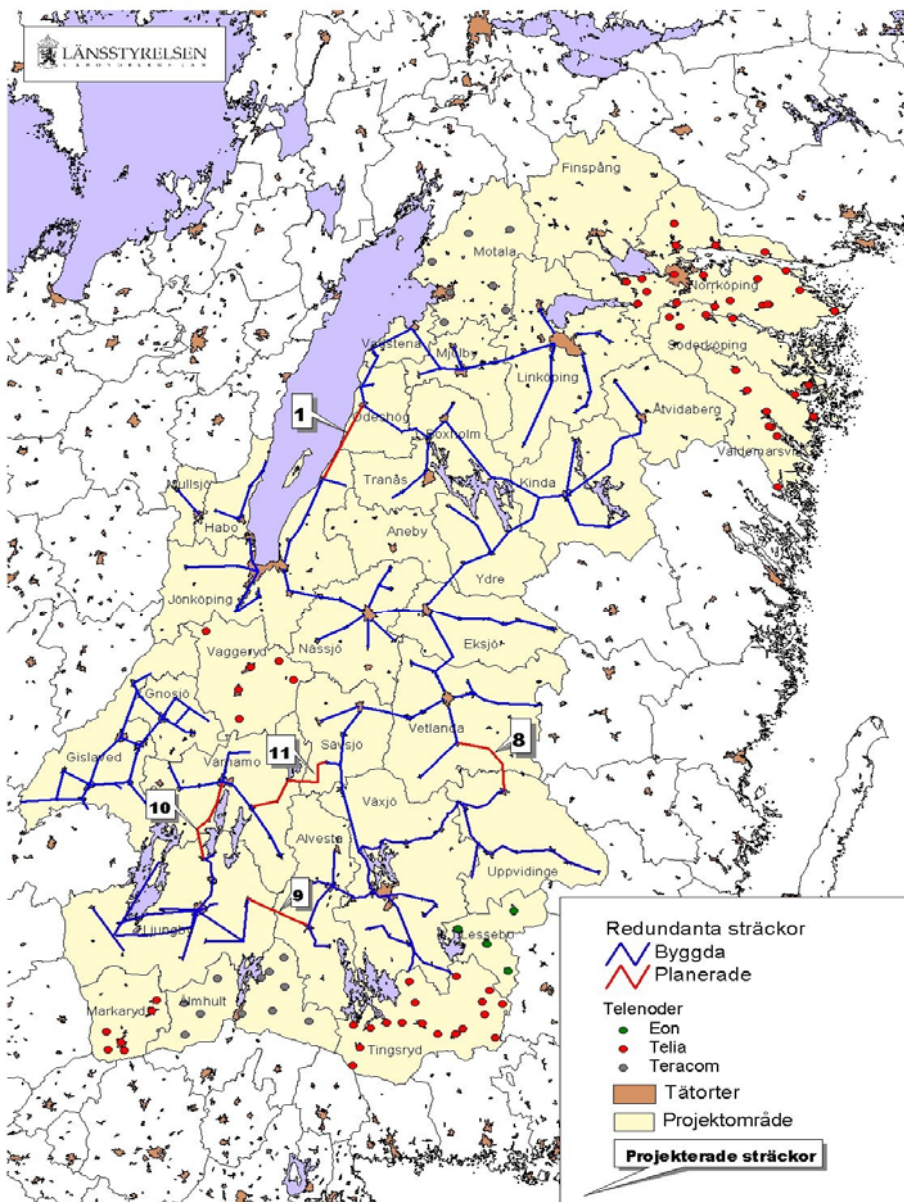 LÄNSSTYRELSEN
Finspång
Motala
Norrköping
Söderköping
Vadstena
Mjölby
Linköping
1
Ödeshög
Boxholm
Åtvidaberg
Valdemarsvik
Mullsjö
Tranås
Kinda
Habo
Aneby
Ydre
Jönköping
Vaggeryd
Nässjö
Eksjö
Gnosjö
Gislaved
Värnamo
11
Sävsjö
Vetlanda
8
10
Växjö
Alvesta
Uppvidinge
9
Ljungby
Lessebo
Markaryd
Älmhult
Tingsryd
Redundanta sträckor
Byggda
Planerade
Telenoder
Eon
Telia
Teracom
Tätorter
Projektområde
Projekterade sträckor